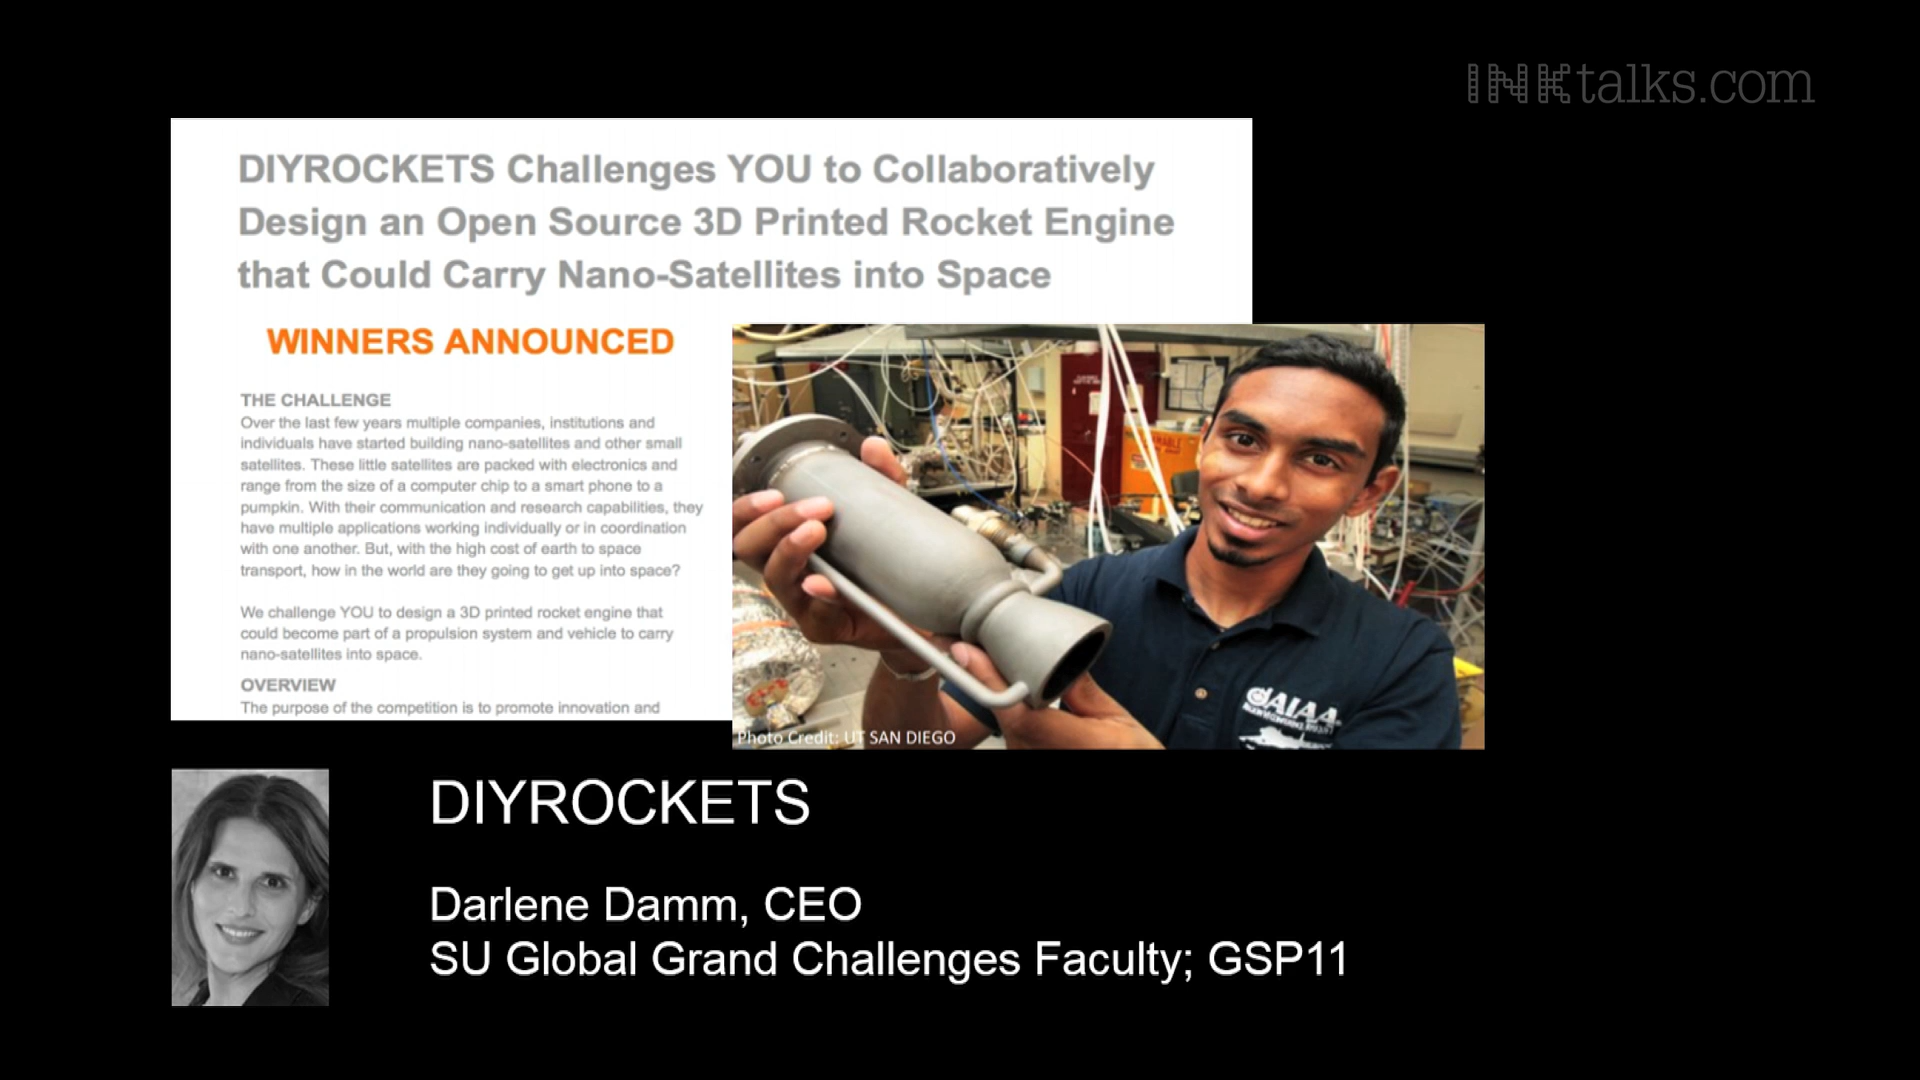 INKtalks.com
DIYROCKETS Challenges YOU to Collaboratively
Design an Open Source 3D Printed Rocket Engine
that Could Carry Nano-Satellites into Space
WINNERS ANNOUNCED
THE CHALLENGE
Over the last few years multiple companies, institutions and
individuals have started building nano-satellites and other small
satellites. These little satellites are packed with electronics and
range from the size of a computer chip to a smart phone to a
pumpkin. With their communication and research capabilities, they
have multiple applications working individually or in coordination
with one another. But, with the high cost of earth to space
transport, how in the world are they going to get up into space?
We challenge YOU to design a 3D printed rocket engine that
could become part of a propulsion system and vehicle to carry
nano-satellites into space.
OVERVIEW
The purpose of the competition is to promote innovation and
AIAA
Photo Credit: UT SAN DIEGO
DIYROCKETS
Darlene Damm, CEO
SU Global Grand Challenges Faculty; GSP11